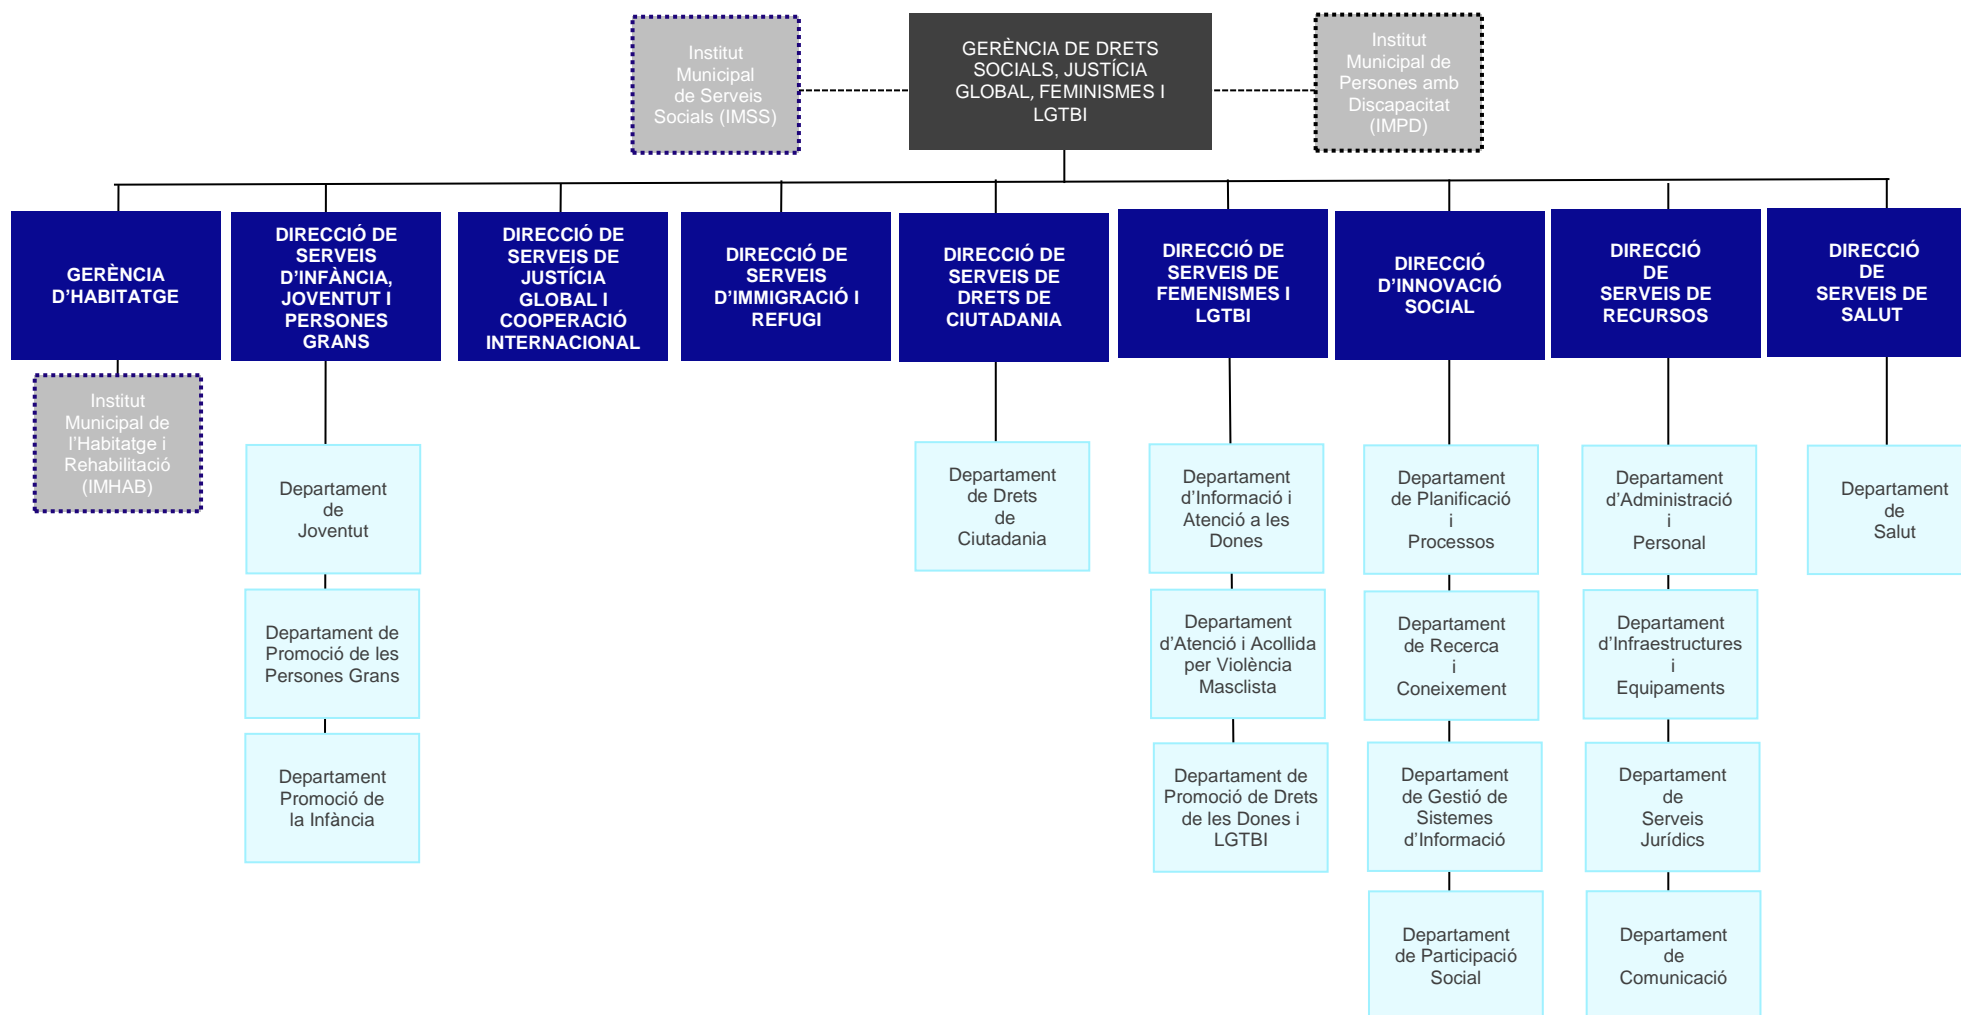 Institut
Municipal
de Serveis
Socials (IMSS)
GERÈNCIA DE DRETS
SOCIALS, JUSTÍCIA
GLOBAL, FEMINISMES I
LGTBI
Institut
Municipal de
Persones amb
Discapacitat
(IMPD)
GERÈNCIA
D’HABITATGE
DIRECCIÓ DE
SERVEIS
D’INFÀNCIA,
JOVENTUT I
PERSONES
GRANS
DIRECCIÓ DE
SERVEIS DE
JUSTÍCIA
GLOBAL I
COOPERACIÓ
INTERNACIONAL
DIRECCIÓ DE
SERVEIS
D’IMMIGRACIÓ I
REFUGI
DIRECCIÓ DE
SERVEIS DE
DRETS DE
CIUTADANIA
DIRECCIÓ DE
SERVEIS DE
FEMENISMES I
LGTBI
DIRECCIÓ
D’INNOVACIÓ
SOCIAL
DIRECCIÓ
DE
SERVEIS DE
RECURSOS
DIRECCIÓ
DE
SERVEIS DE
SALUT
Institut
Municipal de
l’Habitatge i
Rehabilitació
(IMHAB)
Departament
de
Joventut
Departament de
Promoció de les
Persones Grans
Departament
Promoció de
la Infància
Departament
de Drets
de
Ciutadania
Departament
d’Informació i
Atenció a les
Dones
Departament
d’Atenció i Acollida
per Violència
Masclista
Departament de
Promoció de Drets
de les Dones i
LGTBI
Departament
de Planificació
i
Processos
Departament
de Recerca
i
Coneixement
Departament
de Gestió de
Sistemes
d’Informació
Departament
de Participació
Social
Departament
d’Administració
i
Personal
Departament
d’Infraestructures
i
Equipaments
Departament
de
Serveis
Jurídics
Departament
de
Comunicació
Departament
de
Salut